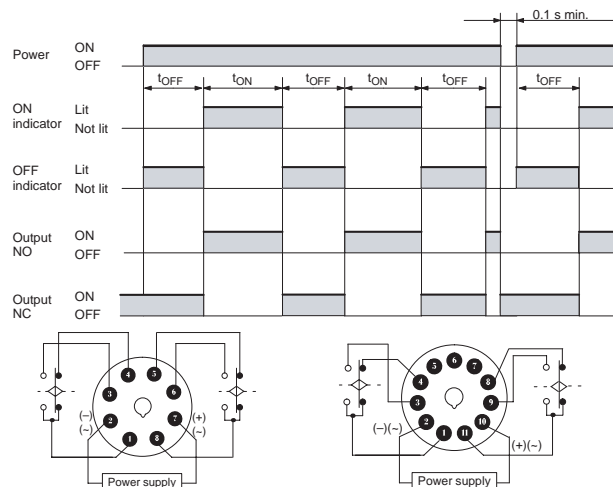 0.1 s min.
Power ON
OFF
tOFF tON tOFF tON tOFF tOFF
ON indicator Lit
Not lit
OFF indicator Lit
Not lit
Output NO ON
OFF
Output NC ON
OFF
4 5
3 6
2 7
1 8
(−) (~)
(+) (~)
Power supply
6
5 7
4 8
3 9
2 10
1 11
(−)(~)
(+)(~)
Power supply